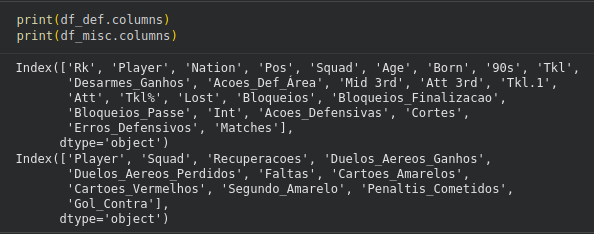 print(df_def.columns)
print(df_misc.columns)
Index(['Rk', 'Player', 'Nation', 'Pos', 'Squad', 'Age', 'Born', '90s', 'Tkl',
'Desarmes_Ganhos', 'Acoes_Def_Área', 'Mid 3rd', 'Att 3rd', 'Tkl.1',
'Att', 'Tkl%', 'Lost', 'Bloqueios', 'Bloqueios_Finalizacao',
'Bloqueios_Passe', 'Int', 'Acoes_Defensivas', 'Cortes',
'Erros_Defensivos', 'Matches'],
dtype='object')
Index(['Player', 'Squad', 'Recuperacoes', 'Duelos_Aereos_Ganhos',
'Duelos_Aereos_Perdidos', 'Faltas', 'Cartoes_Amarelos',
'Cartoes_Vermelhos', 'Segundo_Amarelo', 'Penaltis_Cometidos',
'Gol_Contra'],
dtype='object')